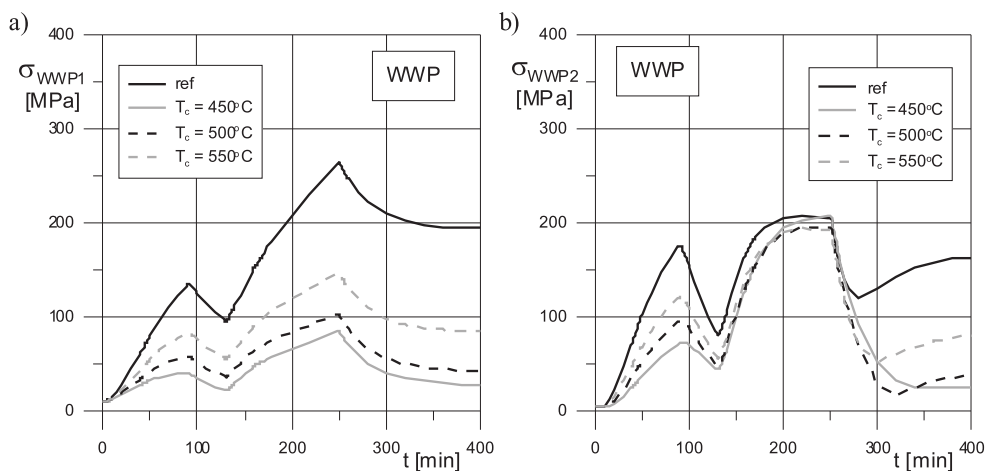 a)
400
σWWP1
[MPa]
300
200
100
0
ref
Tc = 450°C
Tc = 500°C
Tc = 550°C
WWP
0 100 200 300 400
t [min]
b)
400
σWWP2
[MPa]
300
200
100
0
WWP
ref
Tc = 450°C
Tc = 500°C
Tc = 550°C
0 100 200 300 400
t [min]